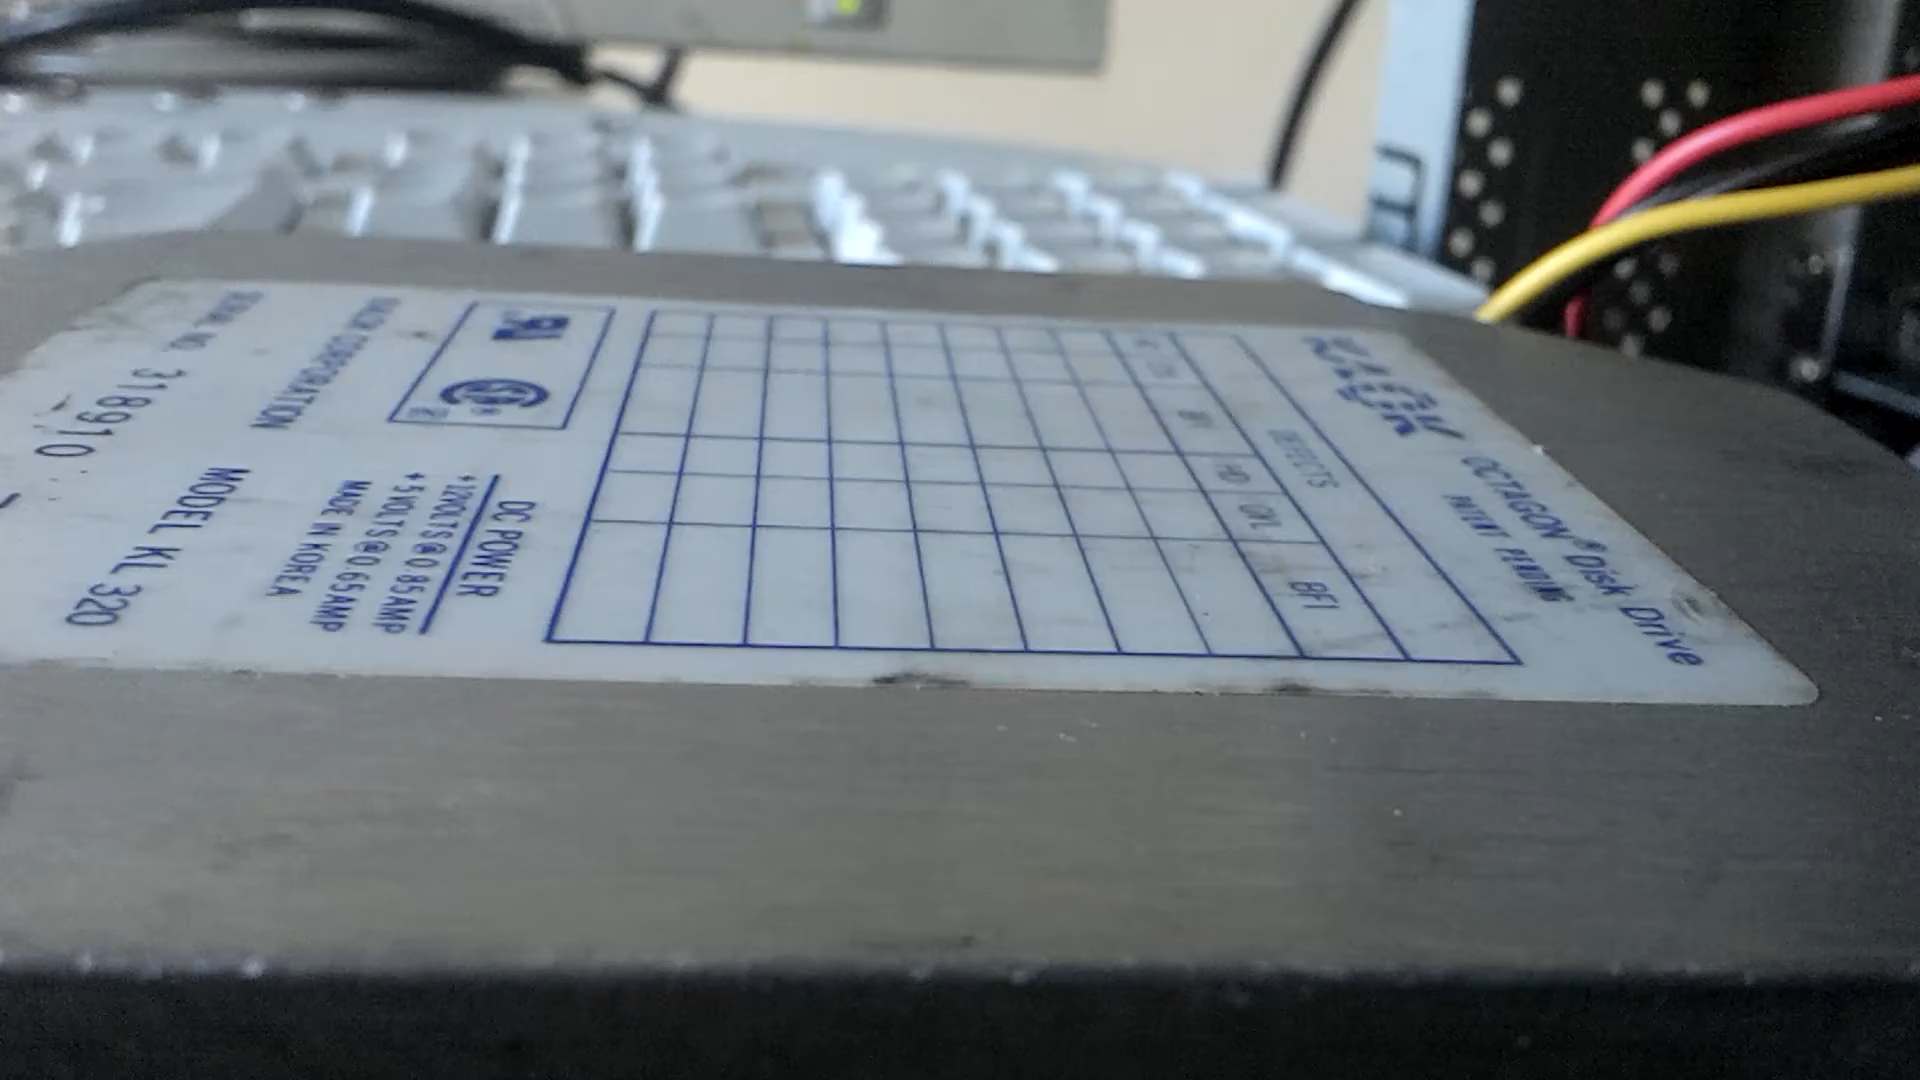 KALOK OCTAGON® Disk Drive
PATENT PENDING
DEFECTS
CYL
HD BFI
DC POWER
+12VOLTS@0.85AMP
+5VOLTS@0.65AMP
MADE IN KOREA
CORPORATION
MODEL KL 320
SERIAL NO. 318910